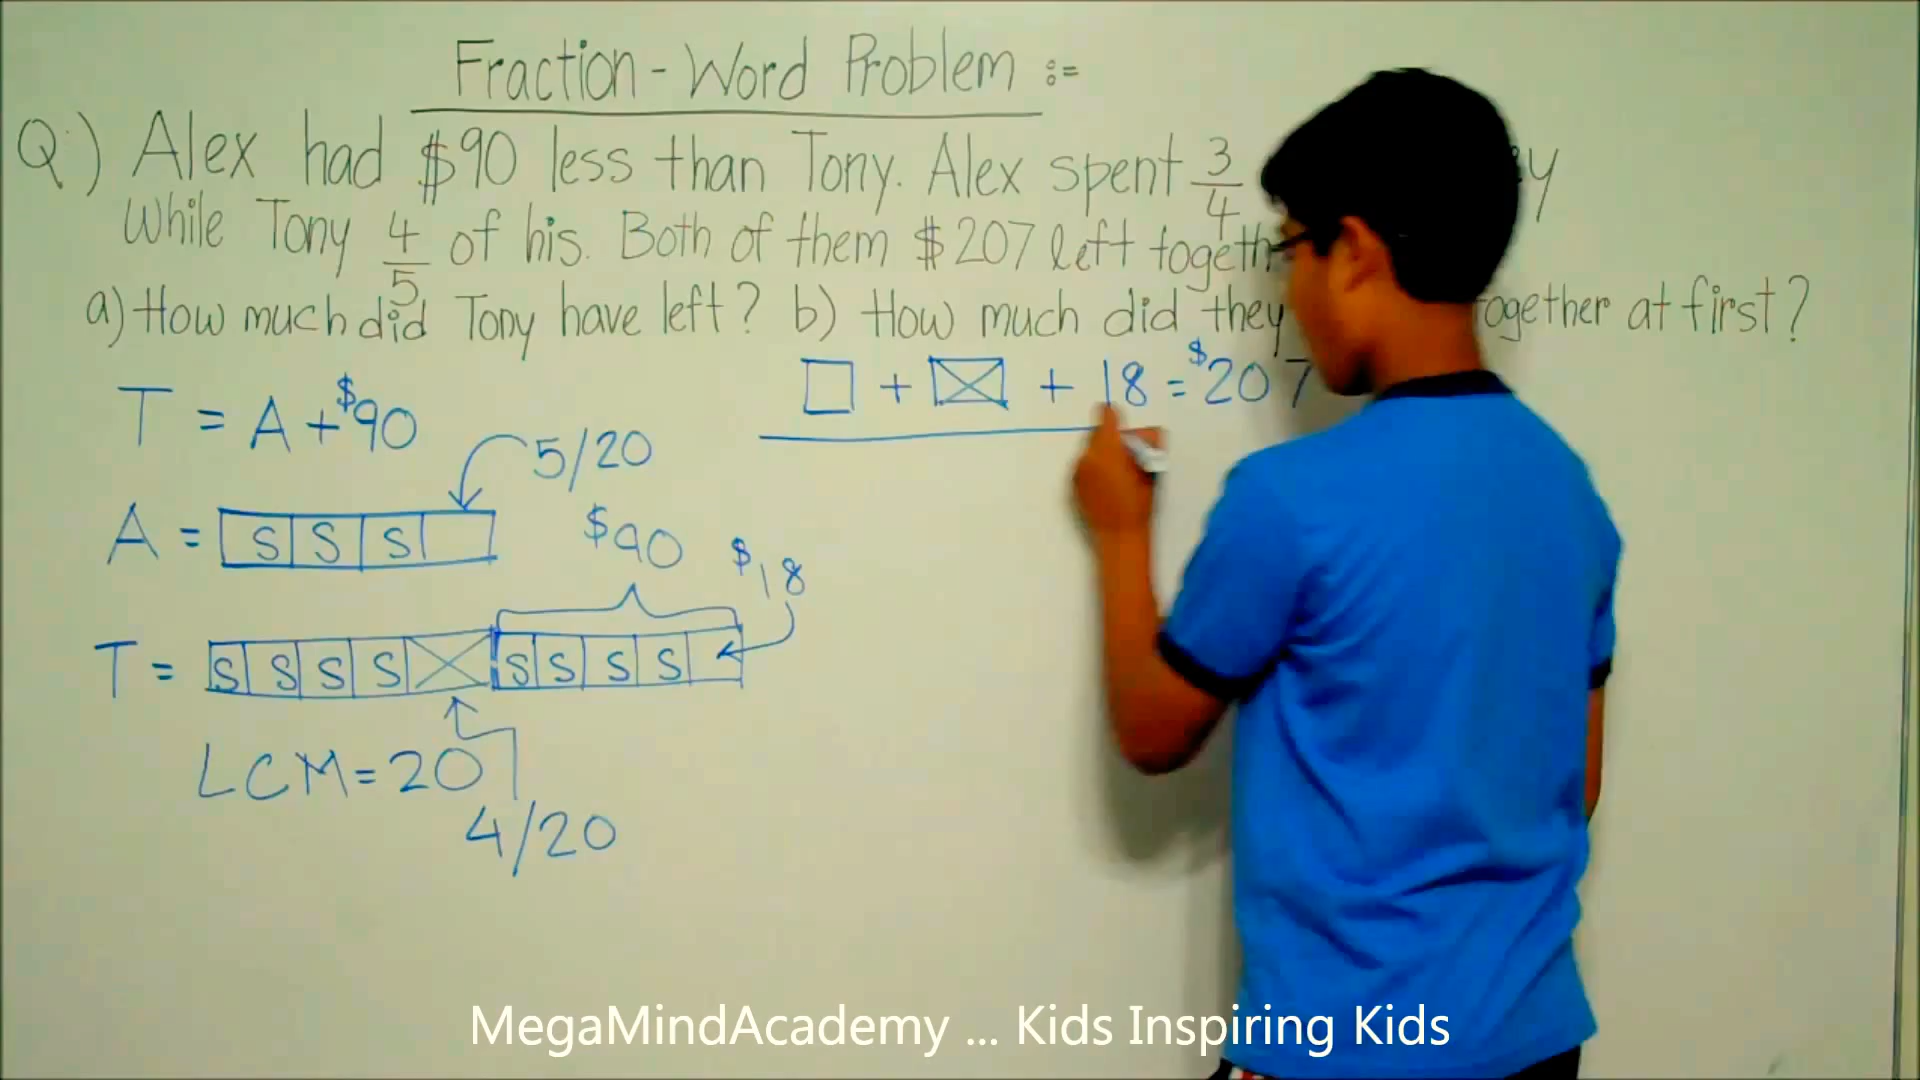 Fraction - Word Problem :=
Q) Alex had $90 less than Tony. Alex spent 3/4
While Tony 4/5 of his. Both of them $207 left togeth
a) How much did Tony have left? b) How much did they together at first?
□ + ☒ + 18 = $207
T = A + $90
5/20
A = S S S
$90
$18
T = S S S S S S S S
LCM = 20
4/20
MegaMindAcademy ... Kids Inspiring Kids